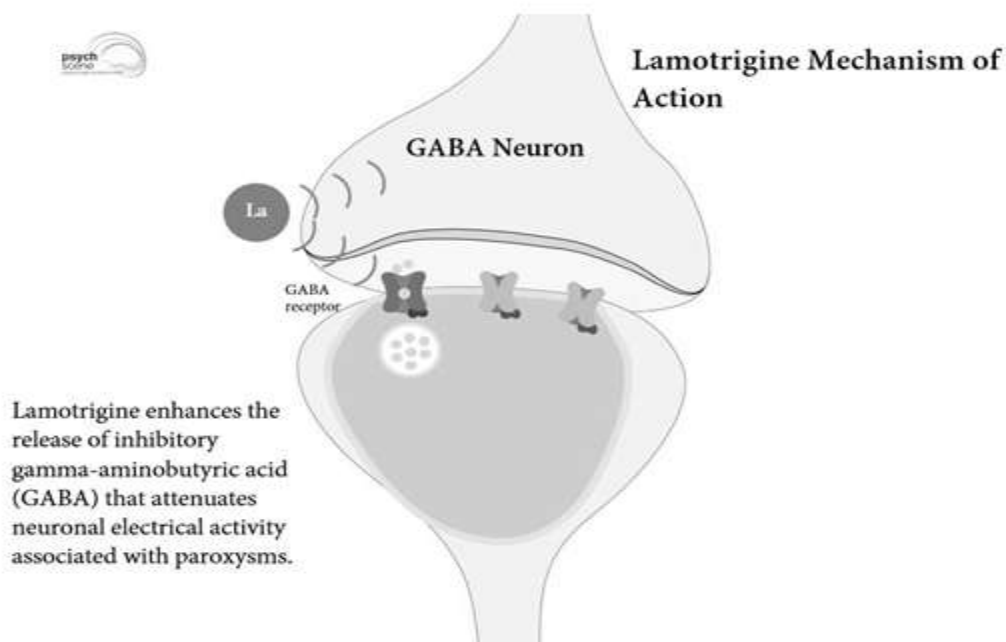 psych
scene
Lamotrigine Mechanism of
Action
GABA Neuron
La
GABA
receptor
Lamotrigine enhances the
release of inhibitory
gamma-aminobutyric acid
(GABA) that attenuates
neuronal electrical activity
associated with paroxysms.